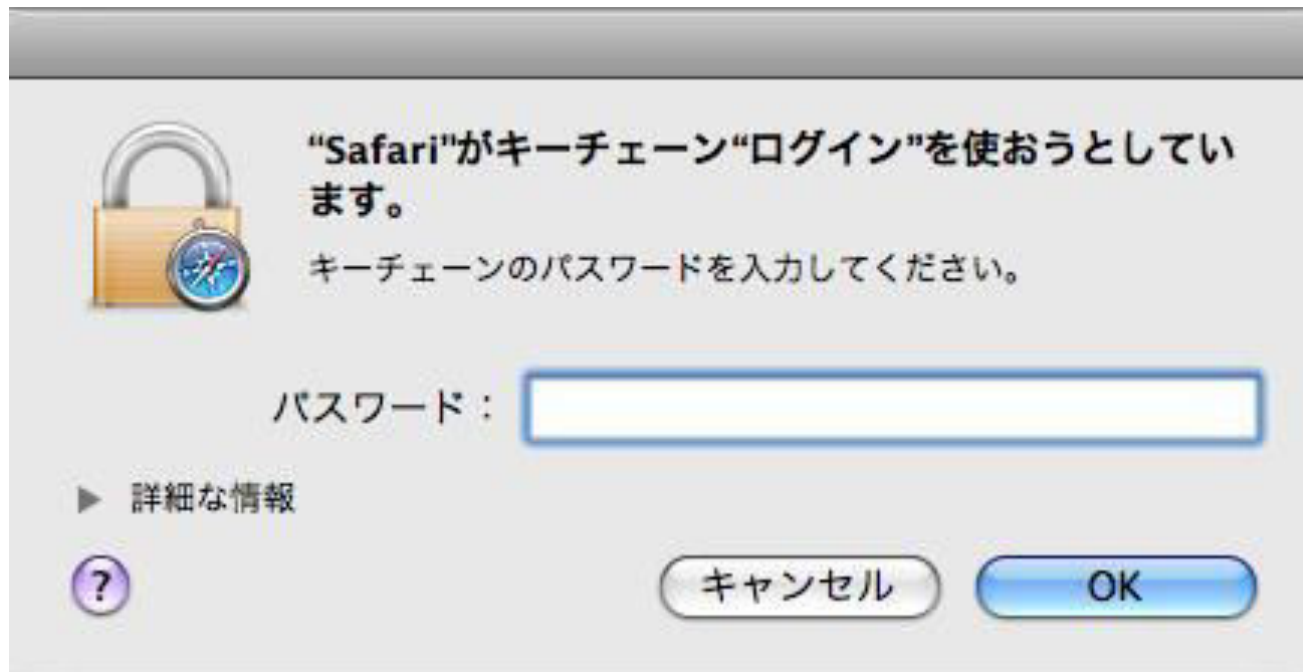 “Safari”がキーチェーン“ログイン”を使おうとしてい
ます。
キーチェーンのパスワードを入力してください。
パスワード：
▶ 詳細な情報
?
キャンセル
OK